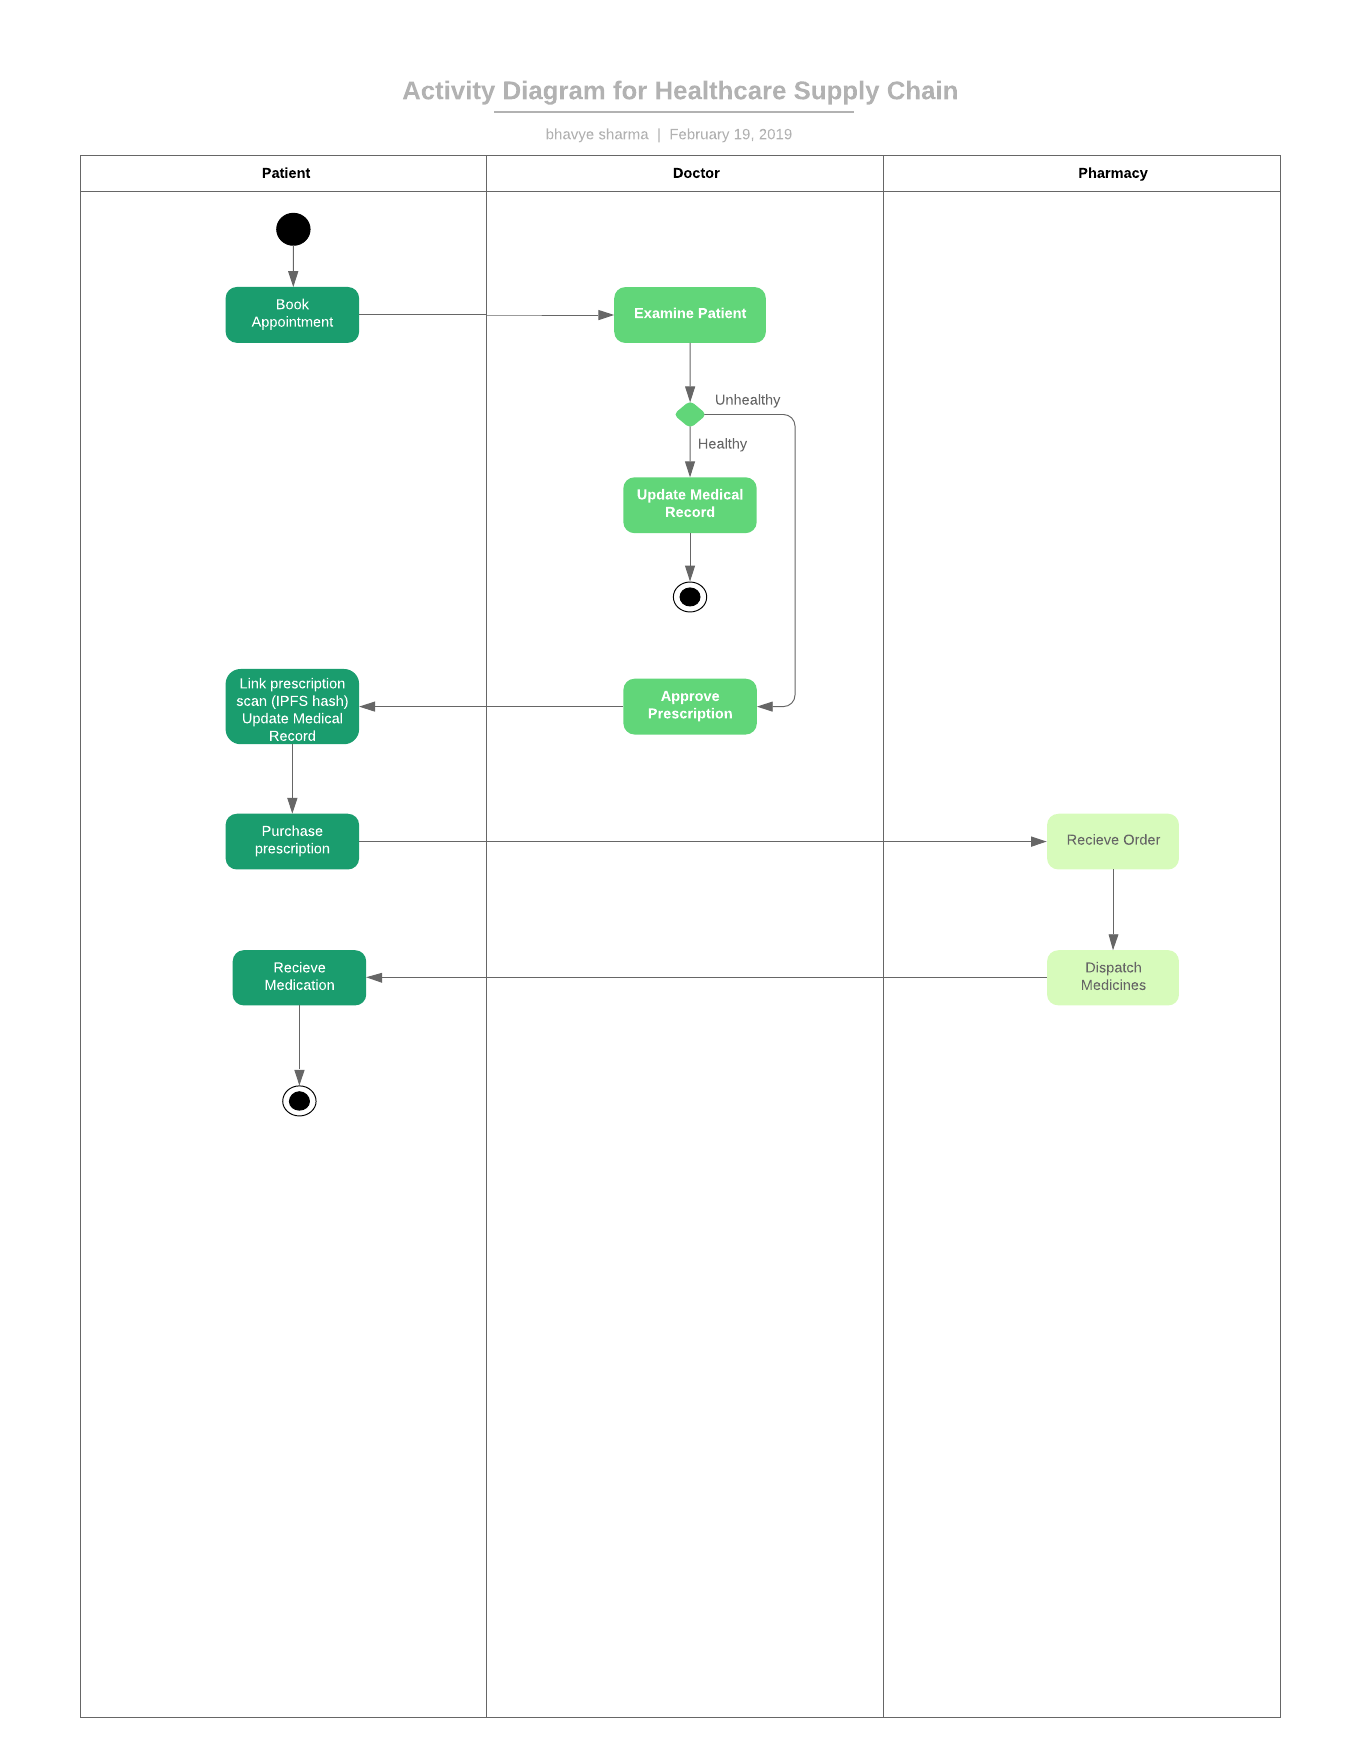 Activity Diagram for Healthcare Supply Chain
bhavye sharma | February 19, 2019
Patient
Doctor
Pharmacy
Book
Appointment
Examine Patient
Unhealthy
Healthy
Update Medical
Record
Link prescription
scan (IPFS hash)
Update Medical
Record
Approve
Prescription
Purchase
prescription
Recieve Order
Recieve
Medication
Dispatch
Medicines